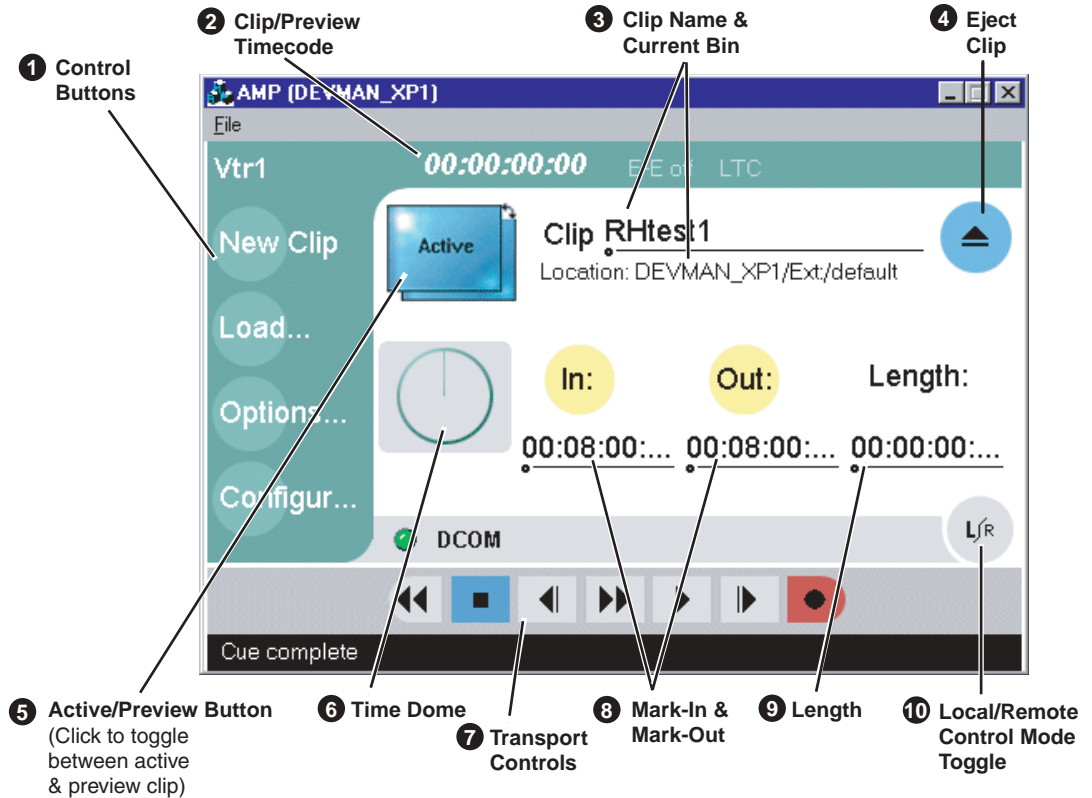 2 Clip/Preview
Timecode
3 Clip Name &
Current Bin
4 Eject
Clip
1 Control
Buttons
AMP (DEVMAN_XP1)
File
Vtr1
00:00:00:00
E-E off
LTC
New Clip
Active
Clip RHtest1
Location: DEVMAN_XP1/Ext:/default
Load...
In:
Out:
Length:
Options...
00:08:00:...
00:08:00:...
00:00:00:...
Configur...
DCOM
L/R
Cue complete
5 Active/Preview Button
(Click to toggle
between active
& preview clip)
6 Time Dome
7 Transport
Controls
8 Mark-In &
Mark-Out
9 Length
10 Local/Remote
Control Mode
Toggle